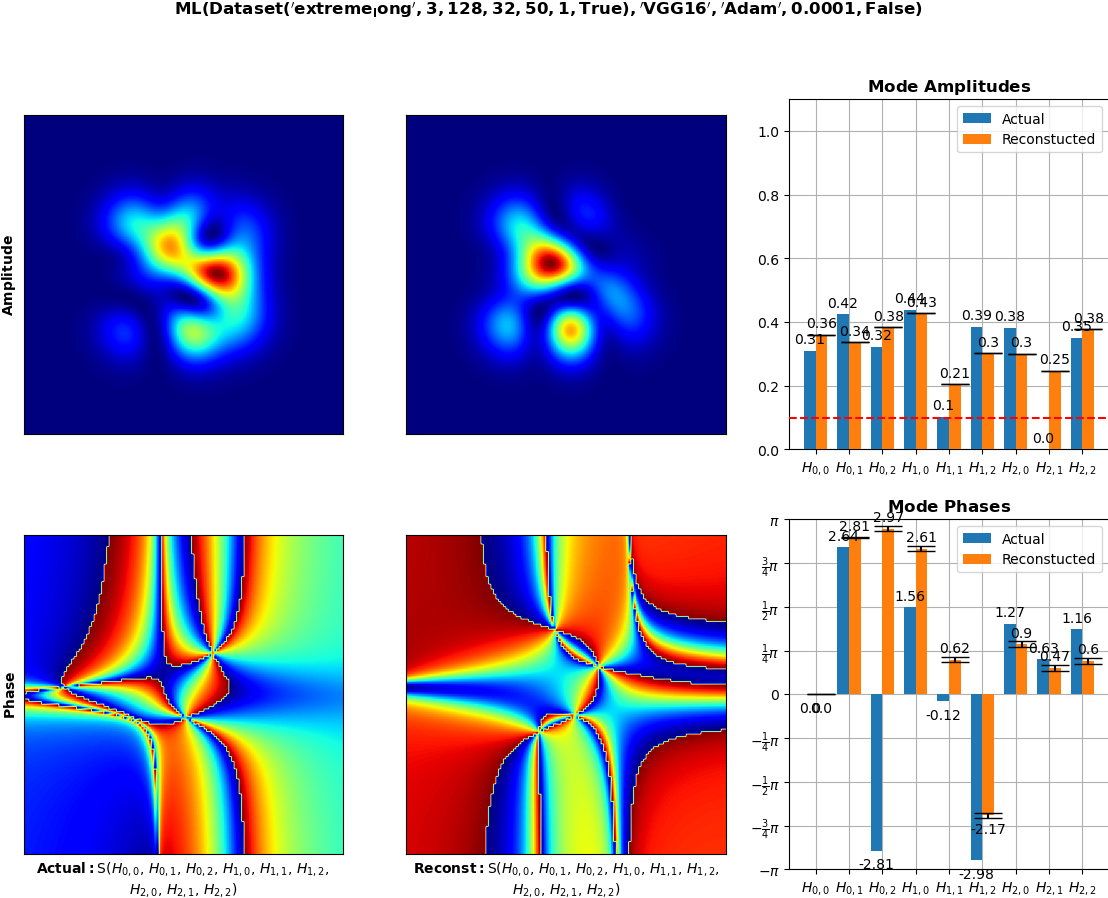 ML(Dataset('extreme_long', 3, 128, 32, 50, 1, True), 'VGG16', 'Adam', 0.0001, False)
Amplitude
Mode Amplitudes
Actual
Reconstucted
1.0
0.8
0.6
0.4
0.2
0.0
0.31
0.36
0.42
0.34
0.32
0.38
0.44
0.43
0.1
0.21
0.39
0.3
0.38
0.3
0.0
0.25
0.35
0.38
H0,0 H0,1 H0,2 H1,0 H1,1 H1,2 H2,0 H2,1 H2,2
Phase
Actual: S(H0,0, H0,1, H0,2, H1,0, H1,1, H1,2,
H2,0, H2,1, H2,2)
Reconst: S(H0,0, H0,1, H0,2, H1,0, H1,1, H1,2,
H2,0, H2,1, H2,2)
Mode Phases
Actual
Reconstucted
π
3/4π
1/2π
1/4π
0
−1/4π
−1/2π
−3/4π
−π
0.0
0.0
2.64
2.81
-2.81
2.97
1.56
2.61
-0.12
0.62
-2.98
-2.17
1.27
0.9
0.63
0.47
1.16
0.6
H0,0 H0,1 H0,2 H1,0 H1,1 H1,2 H2,0 H2,1 H2,2